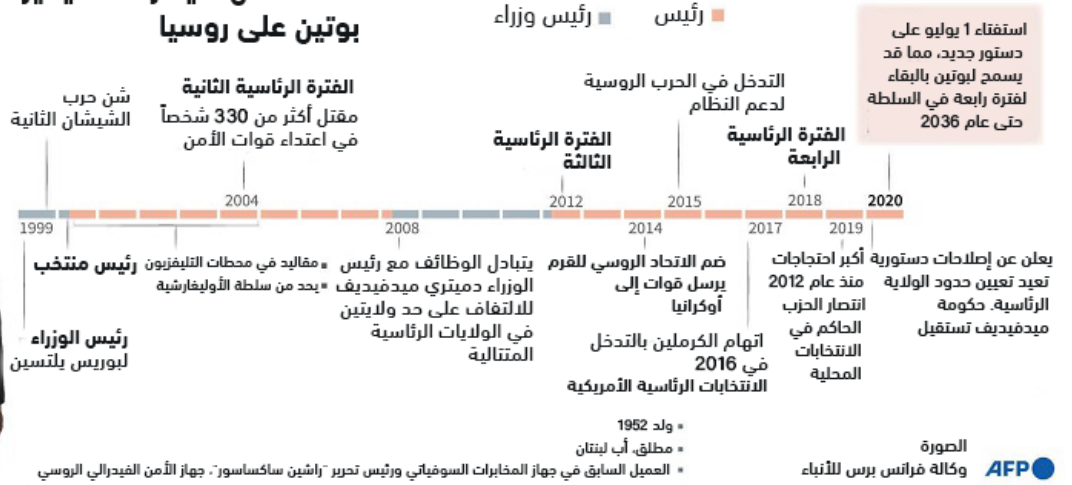 بوتين على روسيا
رئيس
رئيس وزراء
استفتاء 1 يوليو على
دستور جديد، مما قد
يسمح لبوتين بالبقاء
لفترة رابعة في السلطة
حتى عام 2036
شن حرب
الشيشان الثانية
الفترة الرئاسية الثانية
مقتل أكثر من 330 شخصاً
في اعتداء قوات الأمن
الفترة الرئاسية
الثالثة
التدخل في الحرب الروسية
لدعم النظام
الفترة الرئاسية
الرابعة
1999
2004
2008
2012
2014
2015
2017
2018
2019
2020
رئيس منتخب
رئيس الوزراء
لبوريس يلتسين
مقاليد في محطات التليفزيون
يحد من سلطة الأوليغارشية
يتبادل الوظائف مع رئيس
الوزراء دميتري ميدفيديف
للالتفاف على حد ولايتين
في الولايات الرئاسية
المتتالية
ضم الاتحاد الروسي للقرم
يرسل قوات إلى
أوكرانيا
اتهام الكرملين بالتدخل
في 2016
الانتخابات الرئاسية الأمريكية
أكبر احتجاجات
منذ عام 2012
انتصار الحزب
الحاكم في
الانتخابات
المحلية
يعلن عن إصلاحات دستورية
تعيد تعيين حدود الولاية
الرئاسية. حكومة
ميدفيديف تستقيل
ولد 1952
مطلق، أب لبنتان
العميل السابق في جهاز المخابرات السوفياتي ورئيس تحرير "راشين ساكساسور"، جهاز الأمن الفيدرالي الروسي
الصورة
وكالة فرانس برس للأنباء
AFP